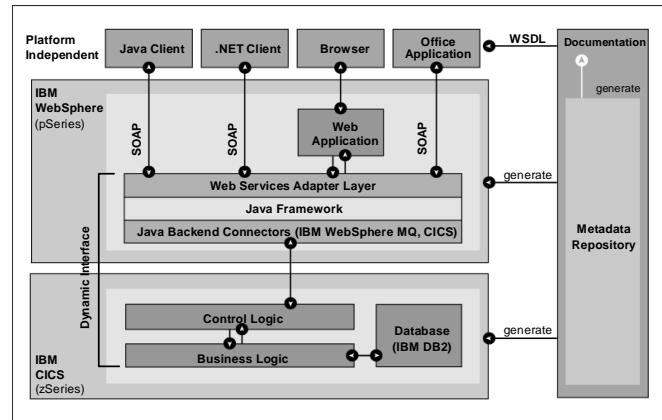 Platform
Independent
Java Client
.NET Client
Browser
Office
Application
WSDL
Documentation
generate
IBM
WebSphere
(pSeries)
SOAP
SOAP
Web
Application
SOAP
Web Services Adapter Layer
generate
Java Framework
Java Backend Connectors (IBM WebSphere MQ, CICS)
Metadata
Repository
Dynamic Interface
Control Logic
Database
(IBM DB2)
generate
Business Logic
IBM
CICS
(zSeries)